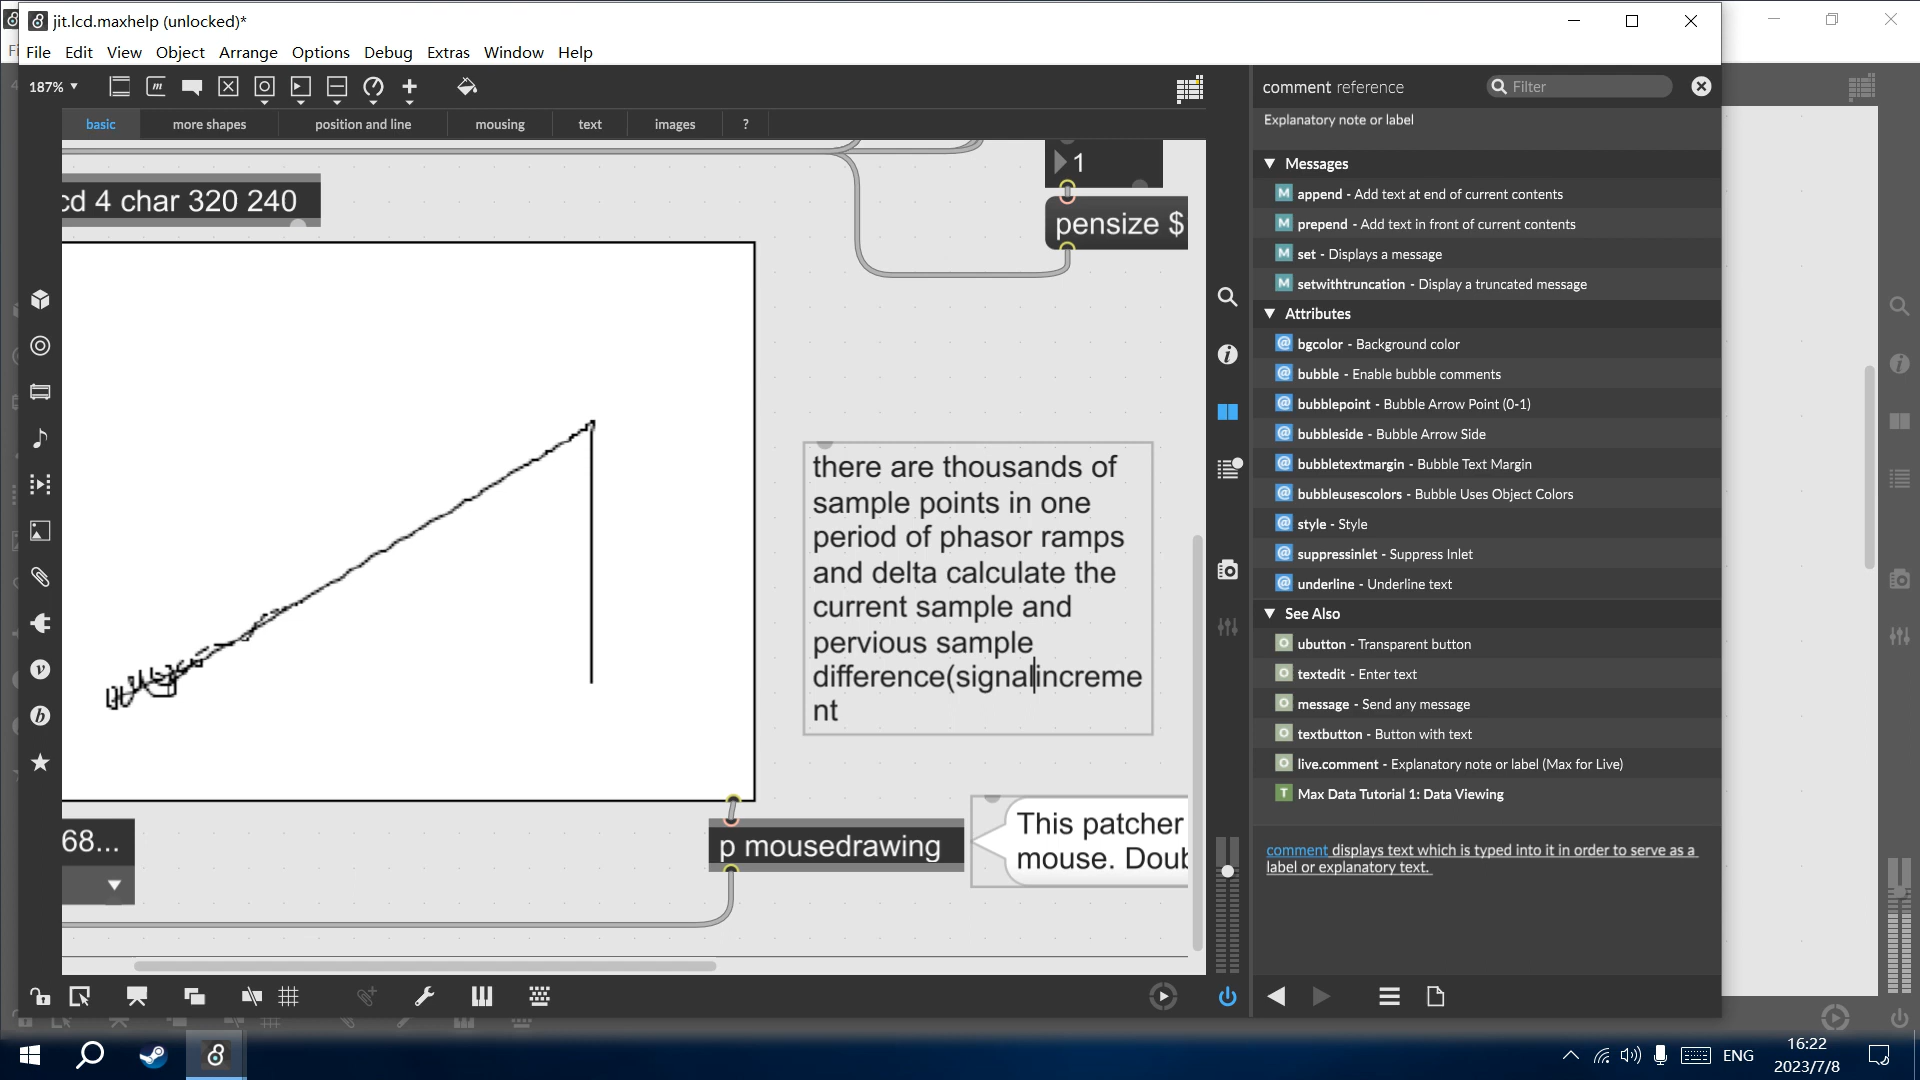 jit.lcd.maxhelp (unlocked)*
File Edit View Object Arrange Options Debug Extras Window Help
187%
comment reference
Filter
basic more shapes position and line mousing text images ?
Explanatory note or label
Messages
append - Add text at end of current contents
prepend - Add text in front of current contents
set - Displays a message
setwithtruncation - Display a truncated message
Attributes
bgcolor - Background color
bubble - Enable bubble comments
bubblepoint - Bubble Arrow Point (0-1)
bubbleside - Bubble Arrow Side
bubbletextmargin - Bubble Text Margin
bubbleusescolors - Bubble Uses Object Colors
style - Style
suppressinlet - Suppress Inlet
underline - Underline text
See Also
ubutton - Transparent button
textedit - Enter text
message - Send any message
textbutton - Button with text
live.comment - Explanatory note or label (Max for Live)
Max Data Tutorial 1: Data Viewing
comment displays text which is typed into it in order to serve as a
label or explanatory text.
1
cd 4 char 320 240
pensize $
there are thousands of
sample points in one
period of phasor ramps
and delta calculate the
current sample and
pervious sample
difference(signalincreme
nt
This patcher
mouse. Doub
68...
p mousedrawing
ENG
16:22
2023/7/8